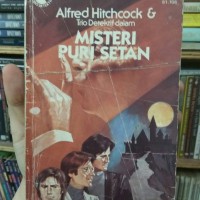 Alfred Hitchcock &
Trio Detektif dalam
MISTERI
PURI SETAN